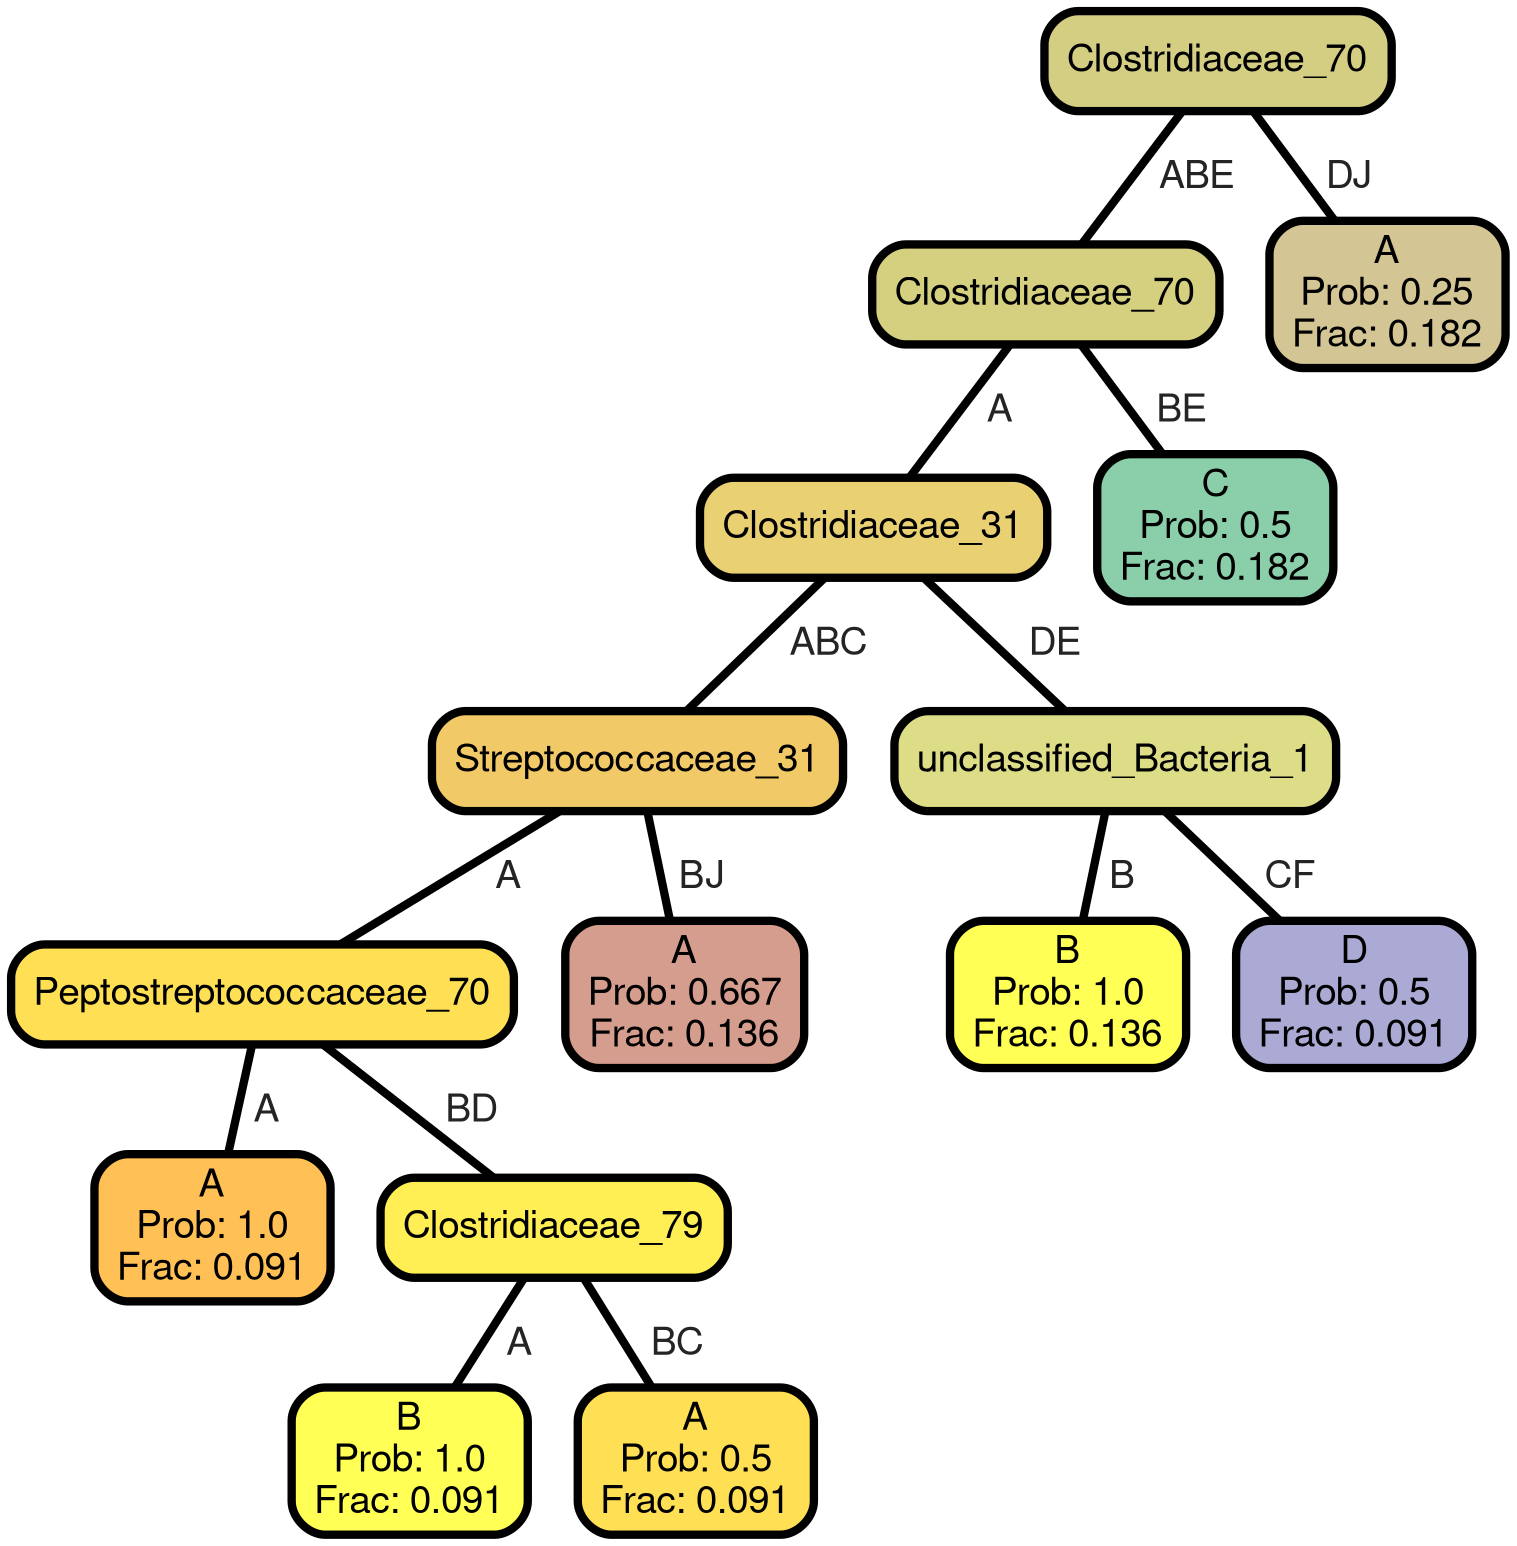 Clostridiaceae_70
ABE
DJ
Clostridiaceae_70
A
Prob: 0.25
Frac: 0.182
A
BE
Clostridiaceae_31
C
Prob: 0.5
Frac: 0.182
ABC
DE
Streptococcaceae_31
unclassified_Bacteria_1
A
BJ
B
CF
Peptostreptococcaceae_70
A
Prob: 0.667
Frac: 0.136
B
Prob: 1.0
Frac: 0.136
D
Prob: 0.5
Frac: 0.091
A
BD
A
Prob: 1.0
Frac: 0.091
Clostridiaceae_79
A
BC
B
Prob: 1.0
Frac: 0.091
A
Prob: 0.5
Frac: 0.091